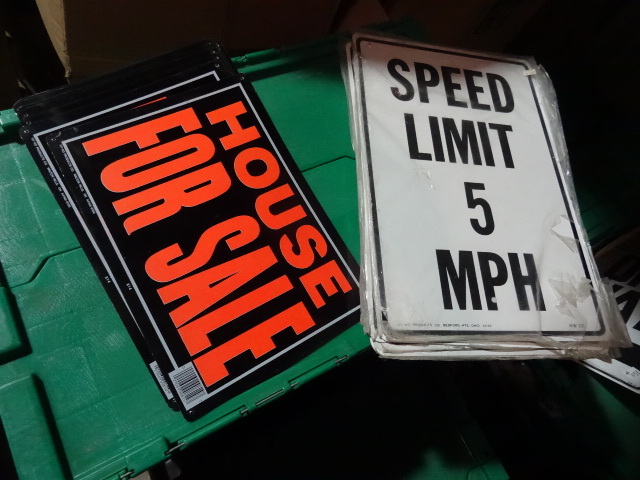 HOUSE
FOR SALE
SPEED
LIMIT
5
MPH